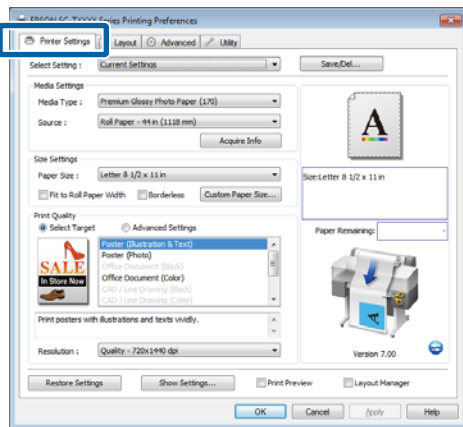 EPSON SC-TXXXX Series Printing Preferences
Printer Settings Layout Advanced Utility
Select Setting : Current Settings Save/Del...
Media Settings
Media Type : Premium Glossy Photo Paper (170)
Source : Roll Paper - 44 in (1118 mm)
Acquire Info
A
Size Settings
Paper Size : Letter 8 1/2 x 11 in
Size:Letter 8 1/2 x 11 in
Fit to Roll Paper Width Borderless Custom Paper Size...
Print Quality
Select Target Advanced Settings
Paper Remaining:
SALE
In Store Now
Poster (Illustration & Text)
Poster (Photo)
Office Document (Black)
Office Document (Color)
CAD / Line Drawing (Black)
CAD / Line Drawing (Color)
A
Print posters with illustrations and texts vividly.
Resolution : Quality - 720x1440 dpi
Version 7.00
Restore Settings Show Settings... Print Preview Layout Manager
OK Cancel Apply Help